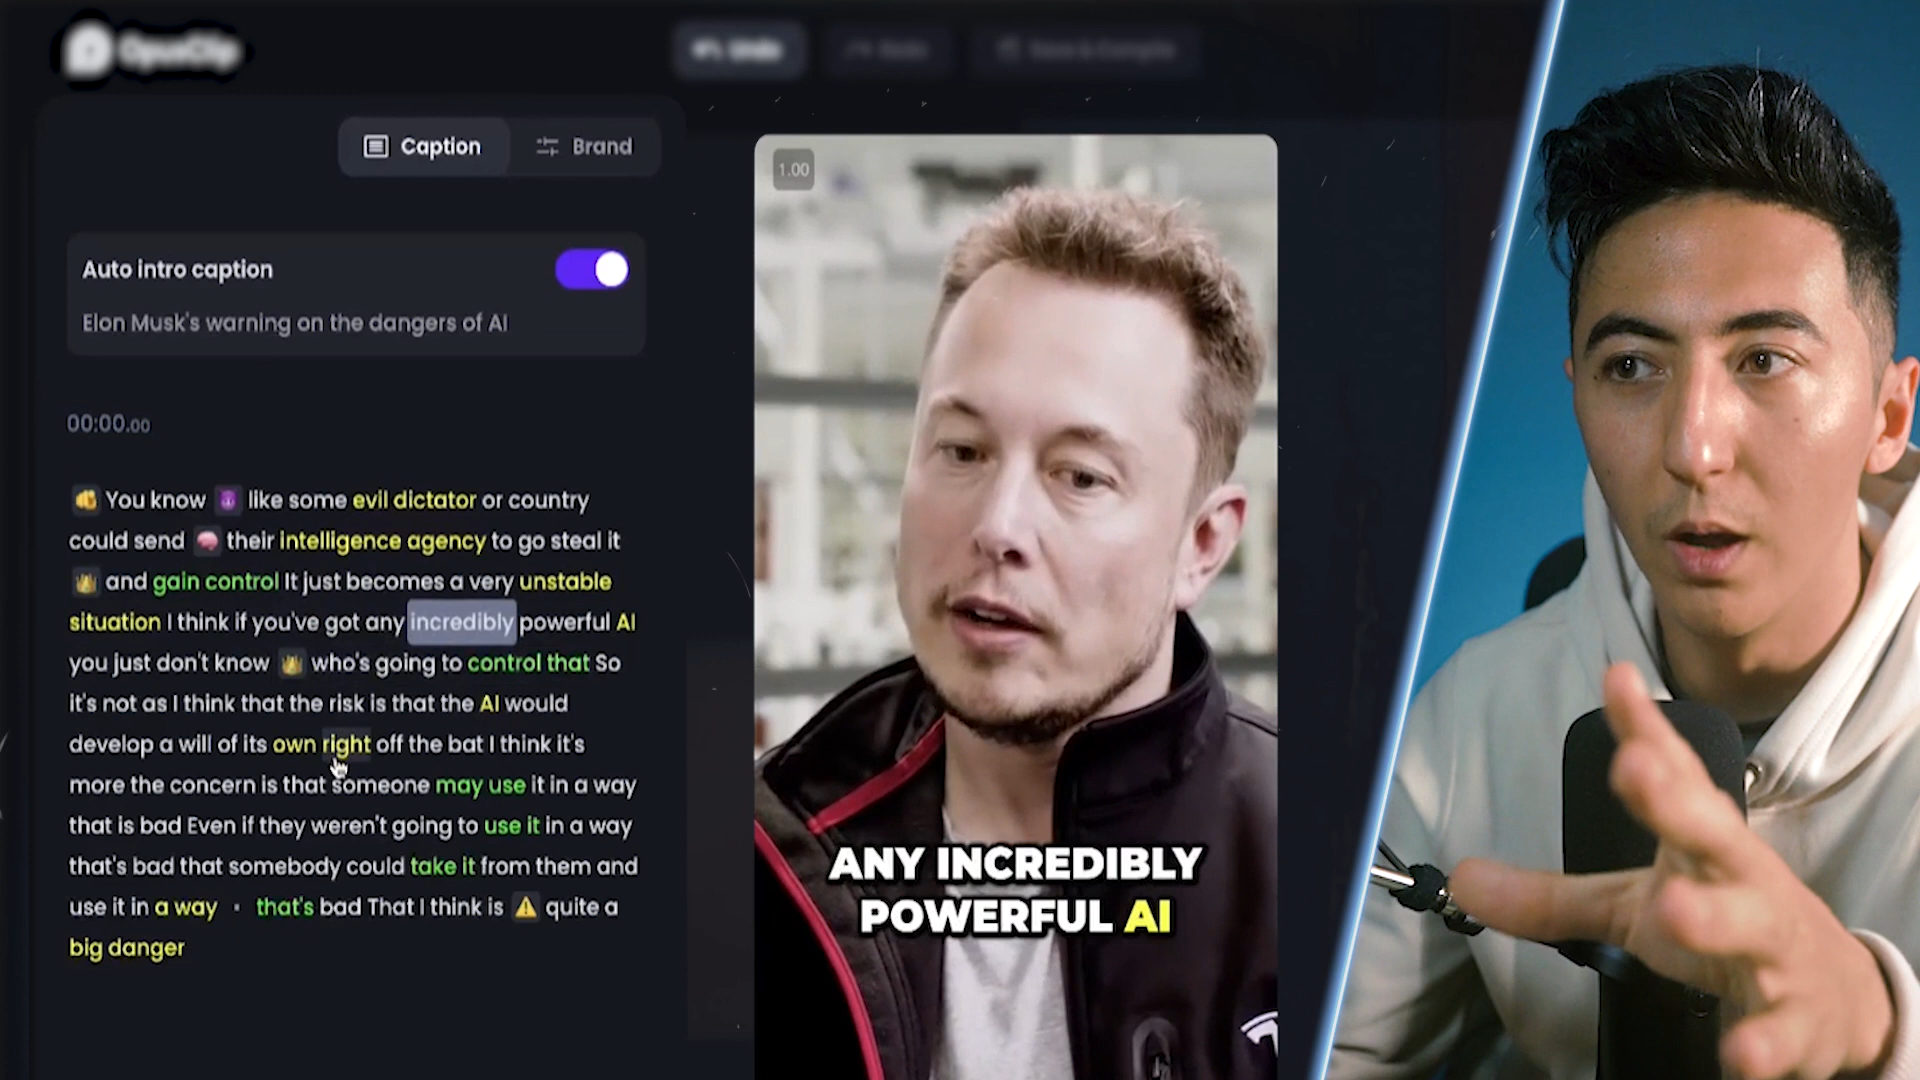 OpusClip
Undo
Redo
Caption
Brand
Auto intro caption
Elon Musk's warning on the dangers of AI
00:00.00
👊 You know 😈 like some evil dictator or country
could send 🧠 their intelligence agency to go steal it
👑 and gain control It just becomes a very unstable
situation I think if you've got any incredibly powerful AI
you just don't know 👑 who's going to control that So
it's not as I think that the risk is that the AI would
develop a will of its own right off the bat I think it's
more the concern is that someone may use it in a way
that is bad Even if they weren't going to use it in a way
that's bad that somebody could take it from them and
use it in a way • that's bad That I think is ⚠️ quite a
big danger
1.00
ANY INCREDIBLY
POWERFUL AI